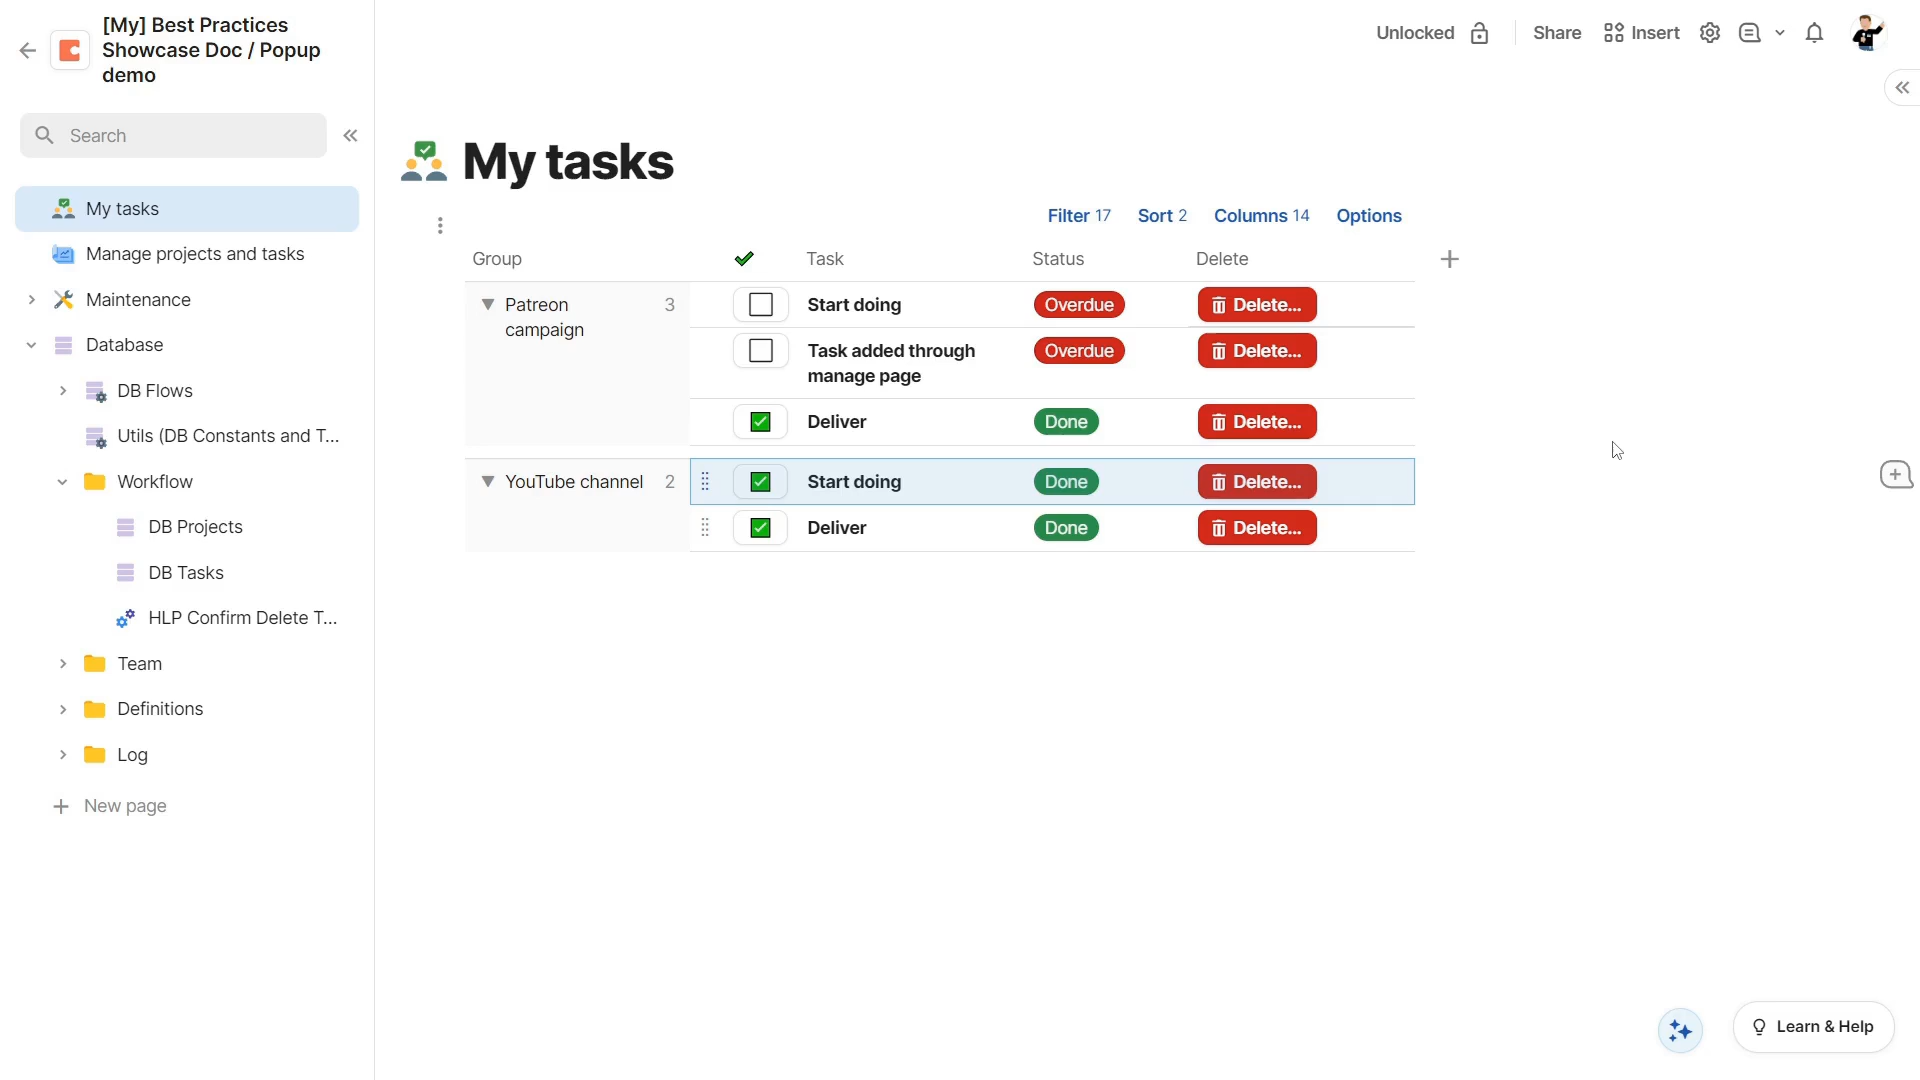 [My] Best Practices
Showcase Doc / Popup
demo
Unlocked
Share
Insert
Search
My tasks
Manage projects and tasks
Maintenance
Database
DB Flows
Utils (DB Constants and T...
Workflow
DB Projects
DB Tasks
HLP Confirm Delete T...
Team
Definitions
Log
New page
My tasks
Filter 17 Sort 2 Columns 14 Options
Group Task Status Delete
Patreon 3 Start doing Overdue Delete...
campaign
Task added through Overdue Delete...
manage page
Deliver Done Delete...
YouTube channel 2 Start doing Done Delete...
Deliver Done Delete...
Learn & Help